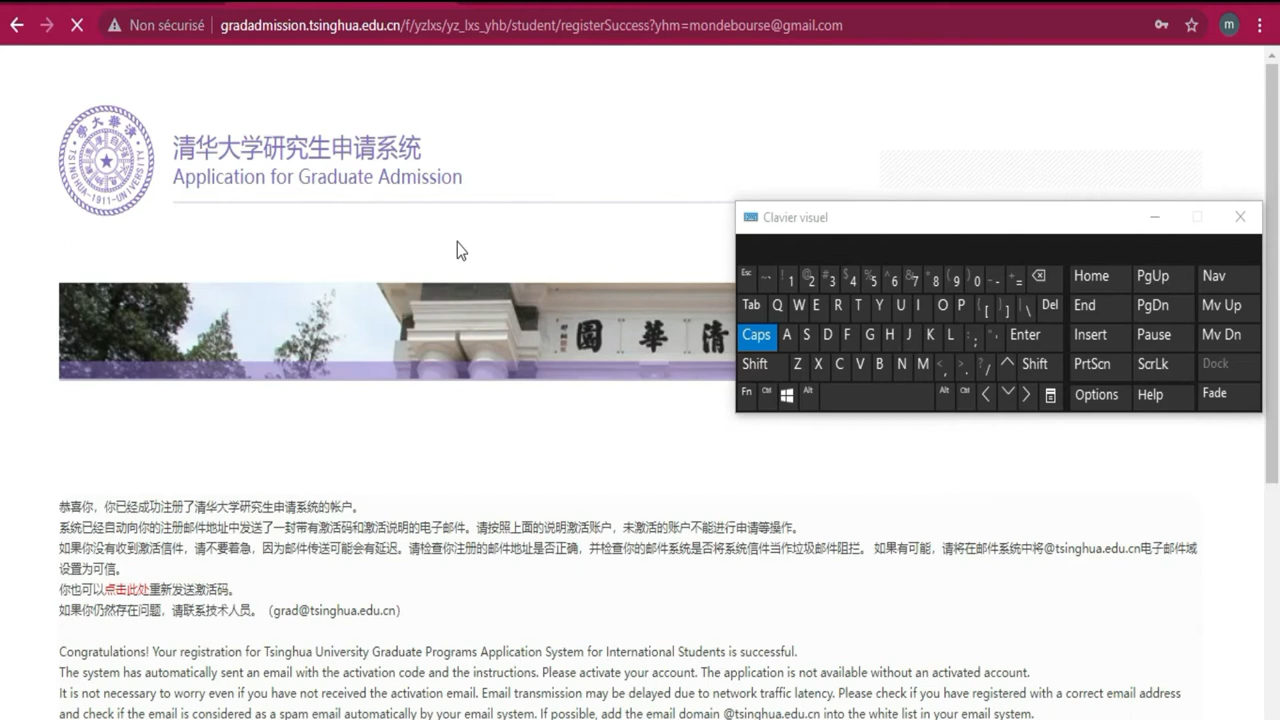 Non sécurisé
gradadmission.tsinghua.edu.cn/f/yzlxs/yz_lxs_yhb/student/registerSuccess?yhm=mondebourse@gmail.com
m
清华大学研究生申请系统
Application for Graduate Admission
TSINGHUA UNIVERSITY
-1911-
Clavier visuel
Esc ~ ` ! 1 @ 2 # 3 $ 4 % 5 ^ 6 & 7 * 8 ( 9 ) 0 _ - + = Home PgUp Nav
Tab Q W E R T Y U I O P { [ } ] | \ Del End PgDn Mv Up
Caps A S D F G H J K L : ; " ' Enter Insert Pause Mv Dn
Shift Z X C V B N M < , > . ? / Shift PrtScn ScrLk Dock
Fn Ctrl Alt Alt Ctrl Options Help Fade
圖 華 清
恭喜你，你已经成功注册了清华大学研究生申请系统的帐户。
系统已经自动向你的注册邮件地址中发送了一封带有激活码和激活说明的电子邮件。请按照上面的说明激活账户，未激活的账户不能进行申请等操作。
如果你没有收到激活信件，请不要着急，因为邮件传送可能会有延迟。请检查你注册的邮件地址是否正确，并检查你的邮件系统是否将系统信件当作垃圾邮件阻拦。 如果有可能，请将在邮件系统中将@tsinghua.edu.cn电子邮件域
设置为可信。
你也可以点击此处重新发送激活码。
如果你仍然存在问题，请联系技术人员。（grad@tsinghua.edu.cn）
Congratulations! Your registration for Tsinghua University Graduate Programs Application System for International Students is successful.
The system has automatically sent an email with the activation code and the instructions. Please activate your account. The application is not available without an activated account.
It is not necessary to worry even if you have not received the activation email. Email transmission may be delayed due to network traffic latency. Please check if you have registered with a correct email address
and check if the email is considered as a spam email automatically by your email system. If possible, add the email domain @tsinghua.edu.cn into the white list in your email system.